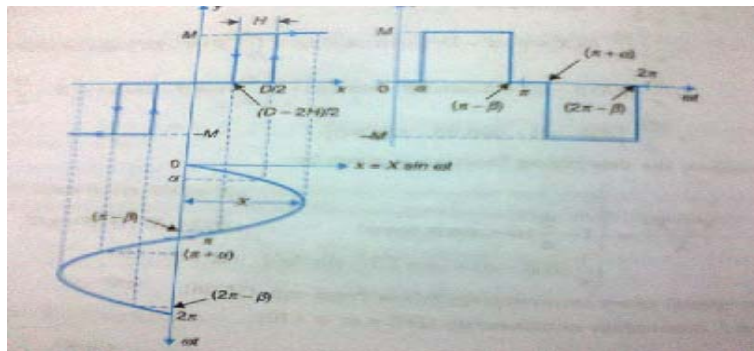 y
H
M
x
D/2
(D – 2H)/2
–M
0
α
x = X sin ωt
X
(π – β)
π
(π + α)
(2π – β)
2π
ωt
M
0
α
(π – β)
π
(π + α)
2π
(2π – β)
ωt
–M